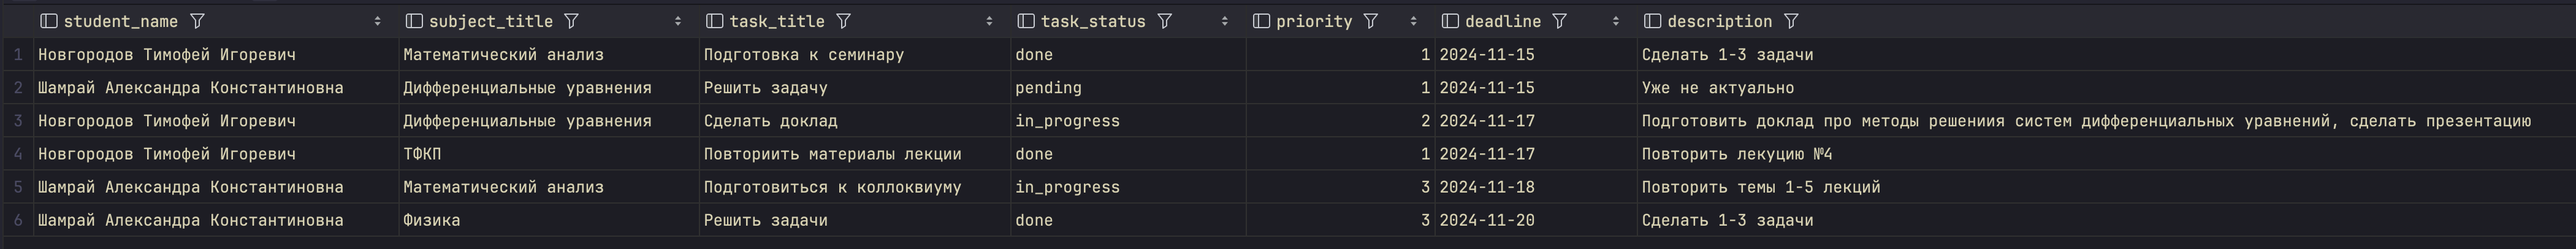 student_name subject_title task_title task_status priority deadline description
1 Новгородов Тимофей Игоревич Математический анализ Подготовка к семинару done 1 2024-11-15 Сделать 1-3 задачи
2 Шамрай Александра Константиновна Дифференциальные уравнения Решить задачу pending 1 2024-11-15 Уже не актуально
3 Новгородов Тимофей Игоревич Дифференциальные уравнения Сделать доклад in_progress 2 2024-11-17 Подготовить доклад про методы решениия систем дифференциальных уравнений, сделать презентацию
4 Новгородов Тимофей Игоревич ТФКП Повториить материалы лекции done 1 2024-11-17 Повторить лекуцию №4
5 Шамрай Александра Константиновна Математический анализ Подготовиться к коллоквиуму in_progress 3 2024-11-18 Повторить темы 1-5 лекций
6 Шамрай Александра Константиновна Физика Решить задачи done 3 2024-11-20 Сделать 1-3 задачи